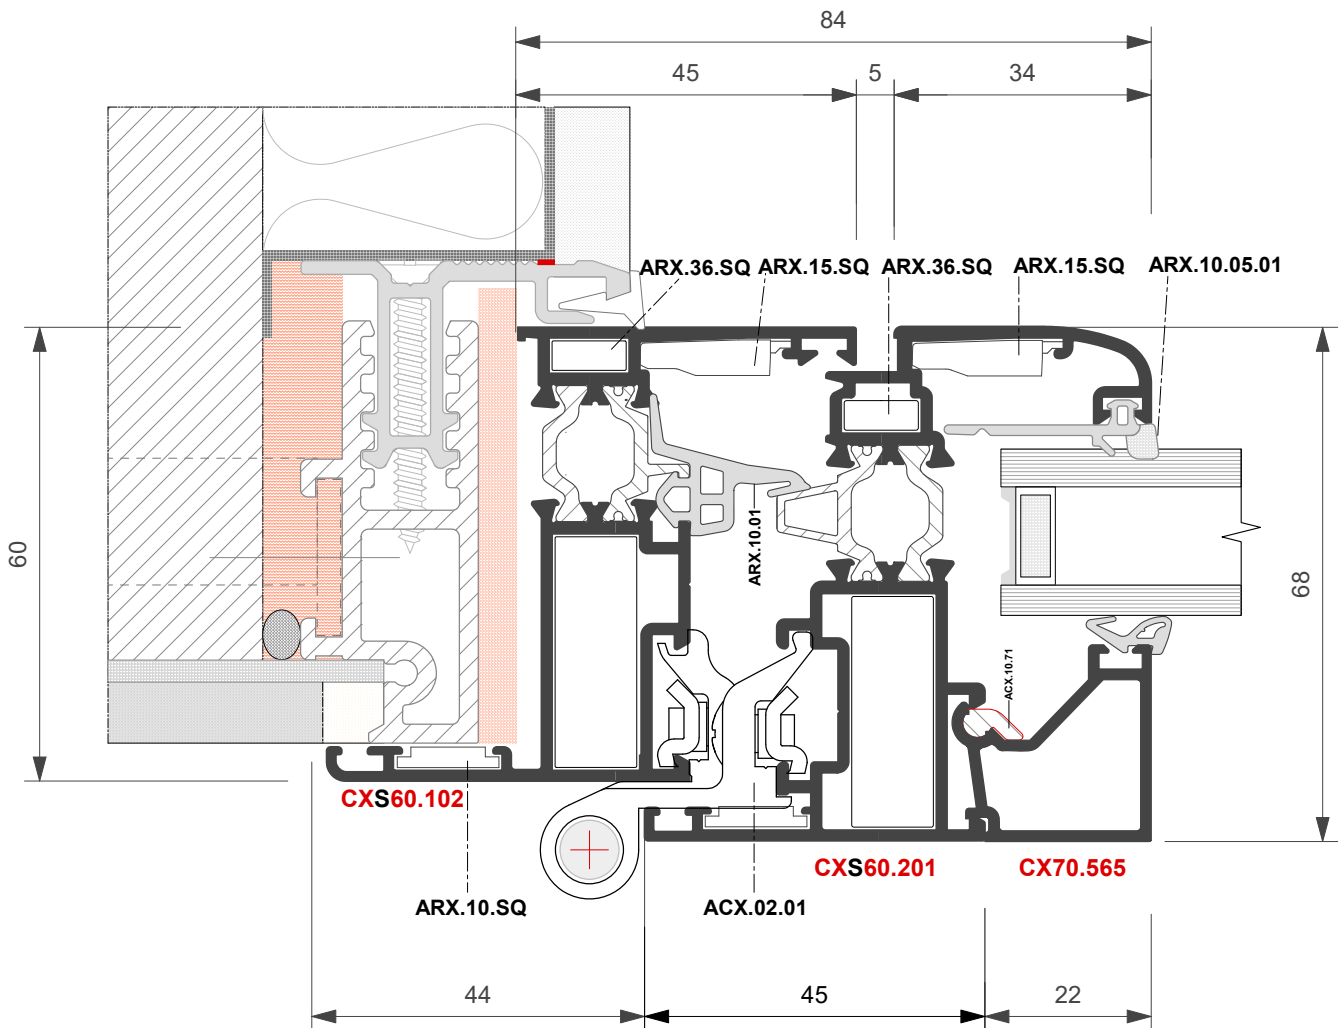 84
45 5 34
ARX.36.SQ ARX.15.SQ ARX.36.SQ ARX.15.SQ ARX.10.05.01
60
ARX.10.01
68
ACX.10.71
CXS60.102
CXS60.201 CX70.565
ARX.10.SQ ACX.02.01
44 45 22